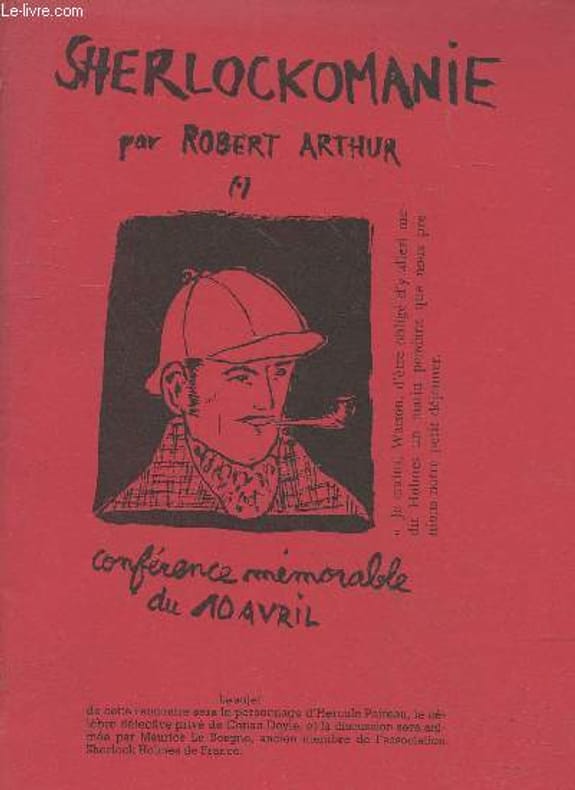 Le-livre.com
SHERLOCKOMANIE
par ROBERT ARTHUR
« Je crains, Watson, d'être obligé d'y aller! me
dit Holmes un matin pendant que nous pre
nions notre petit déjeuner.
conférence mémorable
du 10 AVRIL
Le sujet
de cette rencontre sera le personnage d'Hercule Poireau, le cé-
lèbre détective privé de Conan Doyle, et la discussion sera ani-
mée par Maurice Le Borgne, ancien membre de l'association
Sherlock Holmes de France.